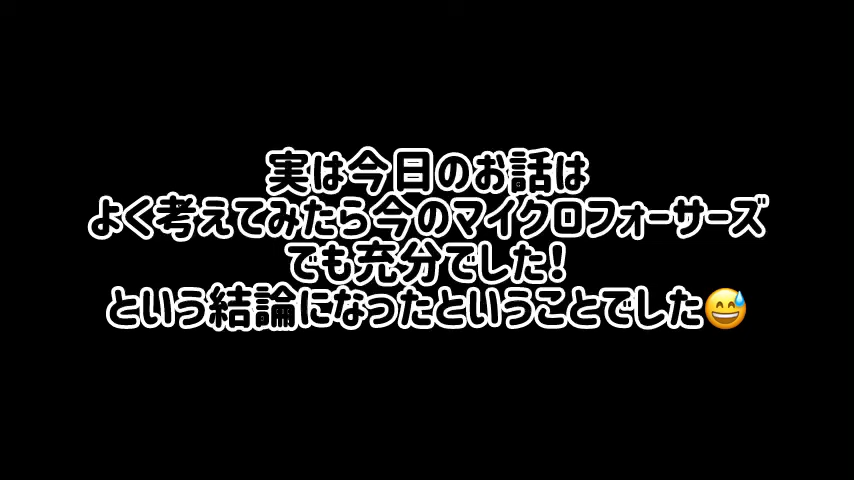 実は今日のお話は
よく考えてみたら今のマイクロフォーサーズ
でも充分でした!
という結論になったということでした😅